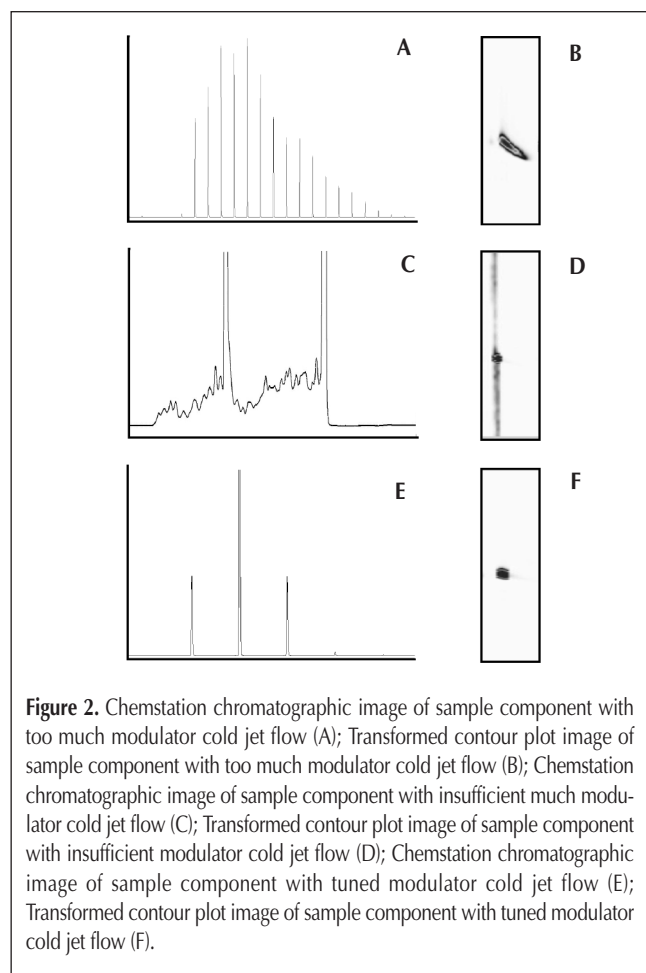 A
B
C
D
E
F
Figure 2. Chemstation chromatographic image of sample component with
too much modulator cold jet flow (A); Transformed contour plot image of
sample component with too much modulator cold jet flow (B); Chemstation
chromatographic image of sample component with insufficient much modu-
lator cold jet flow (C); Transformed contour plot image of sample component
with insufficient modulator cold jet flow (D); Chemstation chromatographic
image of sample component with tuned modulator cold jet flow (E);
Transformed contour plot image of sample component with tuned modulator
cold jet flow (F).